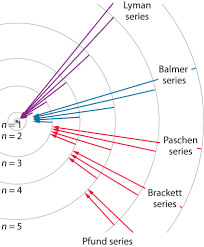 Lyman
series
Balmer
series
n = 1
n = 2
Paschen
series
n = 3
n = 4
Brackett
series
n = 5
Pfund series